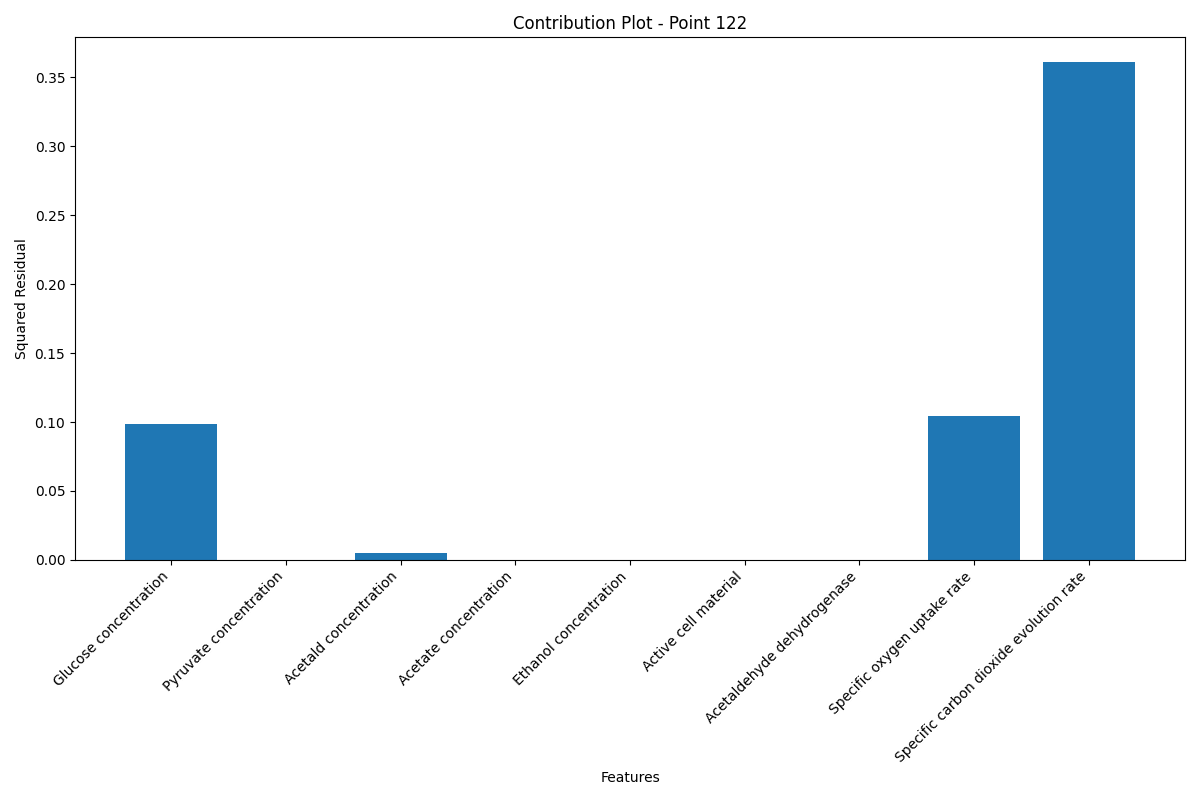 Contribution Plot - Point 122
Squared Residual
0.35
0.30
0.25
0.20
0.15
0.10
0.05
0.00
Glucose concentration
Pyruvate concentration
Acetald concentration
Acetate concentration
Ethanol concentration
Active cell material
Acetaldehyde dehydrogenase
Specific oxygen uptake rate
Specific carbon dioxide evolution rate
Features